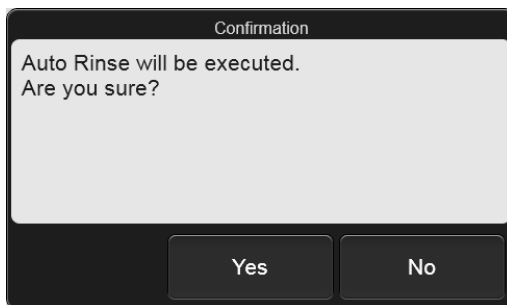 Confirmation
Auto Rinse will be executed.
Are you sure?
Yes
No